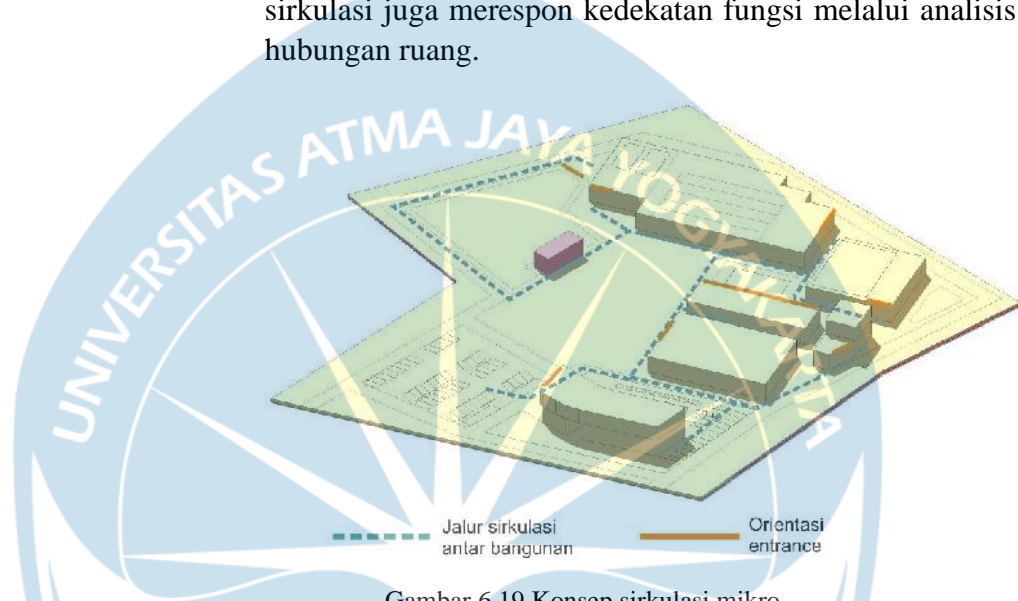 sirkulasi juga merespon kedekatan fungsi melalui analisis
hubungan ruang.
UNIVERSITAS ATMA JAYA YOGYAKARTA
Jalur sirkulasi
antar bangunan
Orientasi
entrance
Gambar 6.19 Konsep sirkulasi mikro